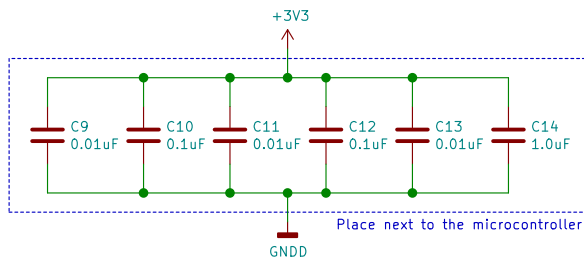 +3V3
C9
0.01uF
C10
0.1uF
C11
0.01uF
C12
0.1uF
C13
0.01uF
C14
1.0uF
Place next to the microcontroller
GNDD